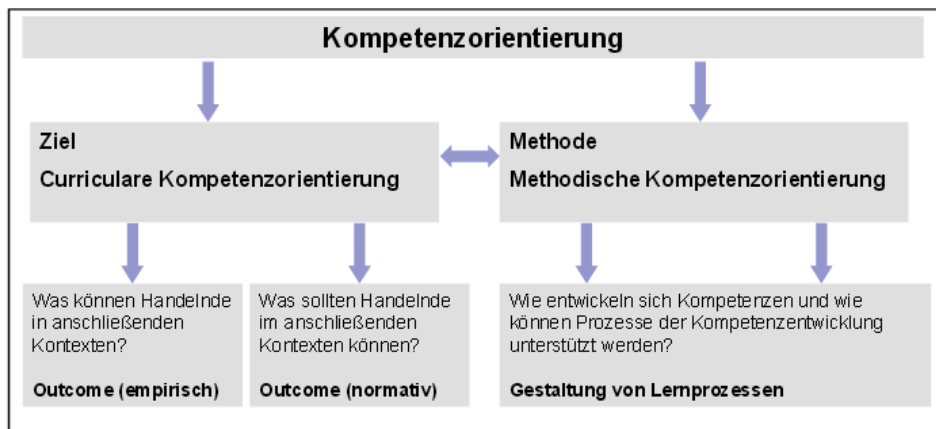 Kompetenzorientierung
Ziel
Curriculare Kompetenzorientierung
Methode
Methodische Kompetenzorientierung
Was können Handelnde
in anschließenden
Kontexten?
Outcome (empirisch)
Was sollten Handelnde
im anschließenden
Kontexten können?
Outcome (normativ)
Wie entwickeln sich Kompetenzen und wie
können Prozesse der Kompetenzentwicklung
unterstützt werden?
Gestaltung von Lernprozessen